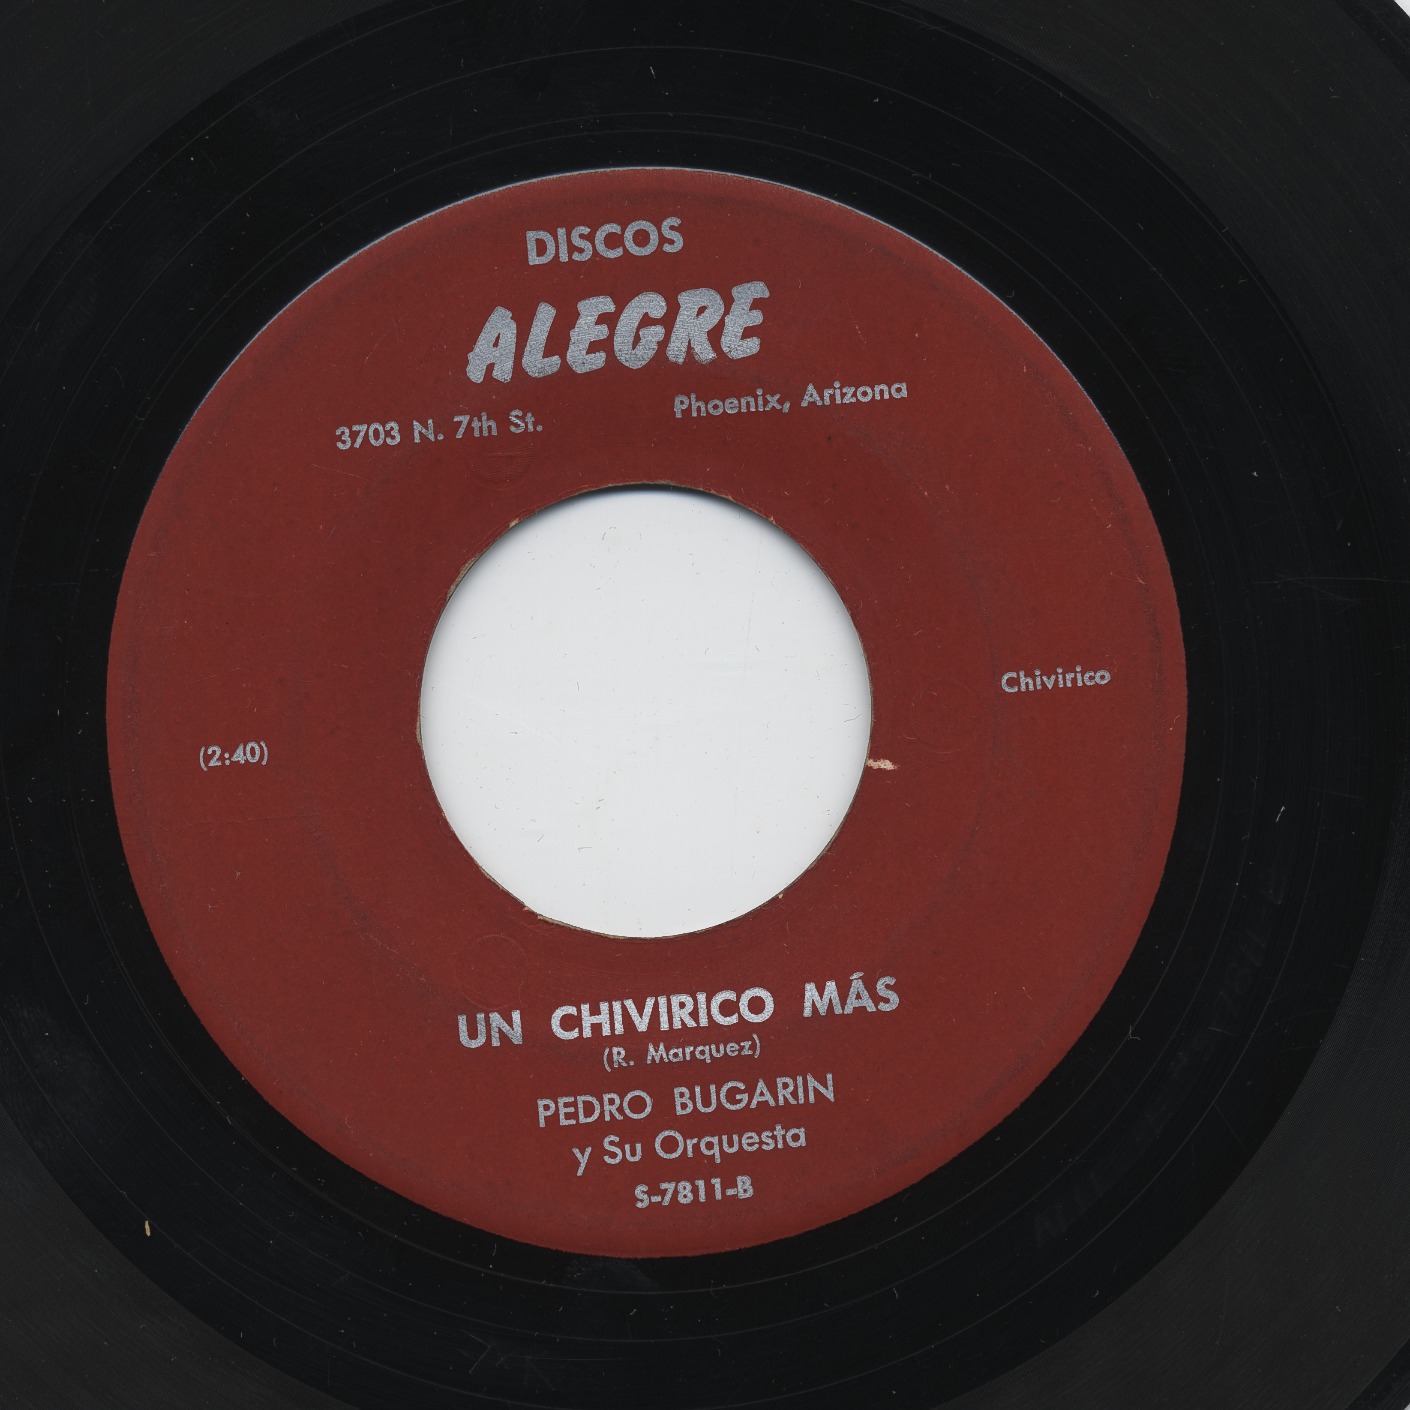 DISCOS
ALEGRE
3703 N. 7th St. Phoenix, Arizona
Chivirico
(2:40)
UN CHIVIRICO MÁS
(R. Marquez)
PEDRO BUGARIN
y Su Orquesta
S-7811-B